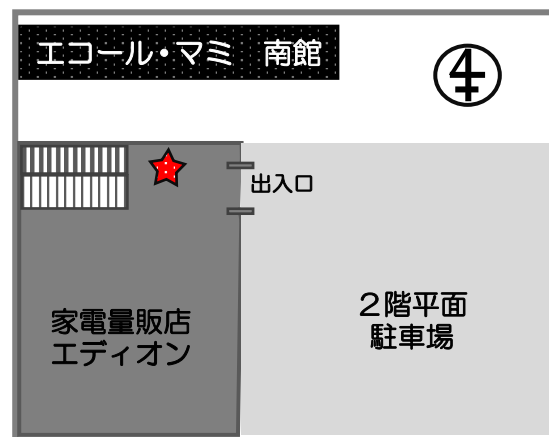 エコール・マミ 南館
出入口
２階平面
駐車場
家電量販店
エディオン